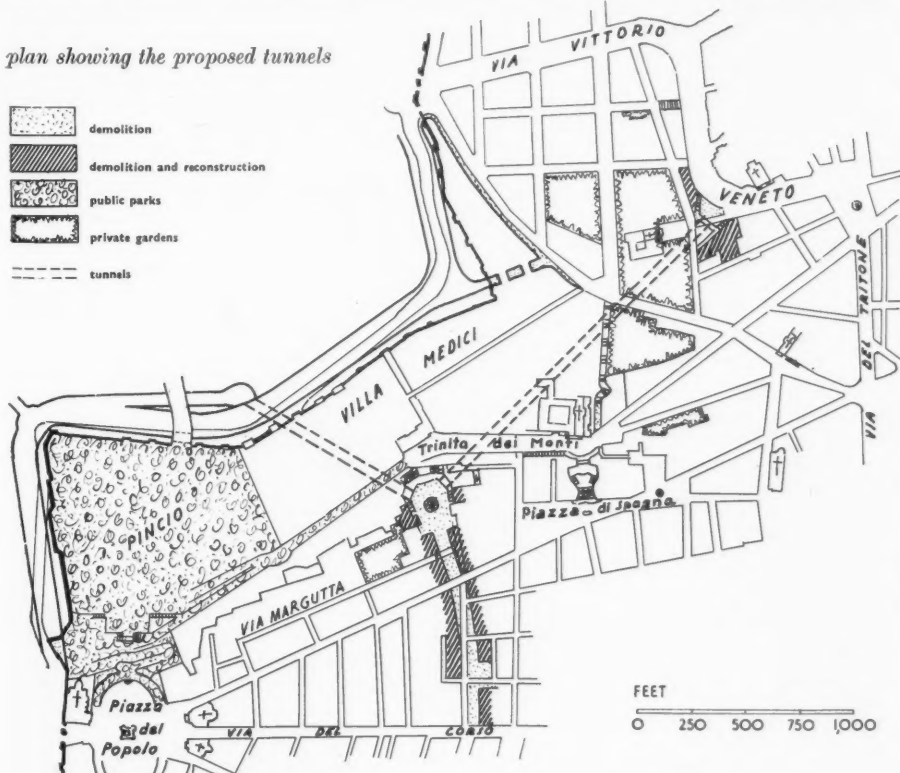 plan showing the proposed tunnels
demolition
demolition and reconstruction
public parks
private gardens
tunnels
VIA VITTORIO
VENETO
VIA DEL TRITONE
VILLA MEDICI
Trinita dei Monti
Piazza di Spagna
PINCIO
VIA MARGUTTA
Piazza
del
Popolo
VIA DEL CORSO
FEET
0 250 500 750 1,000